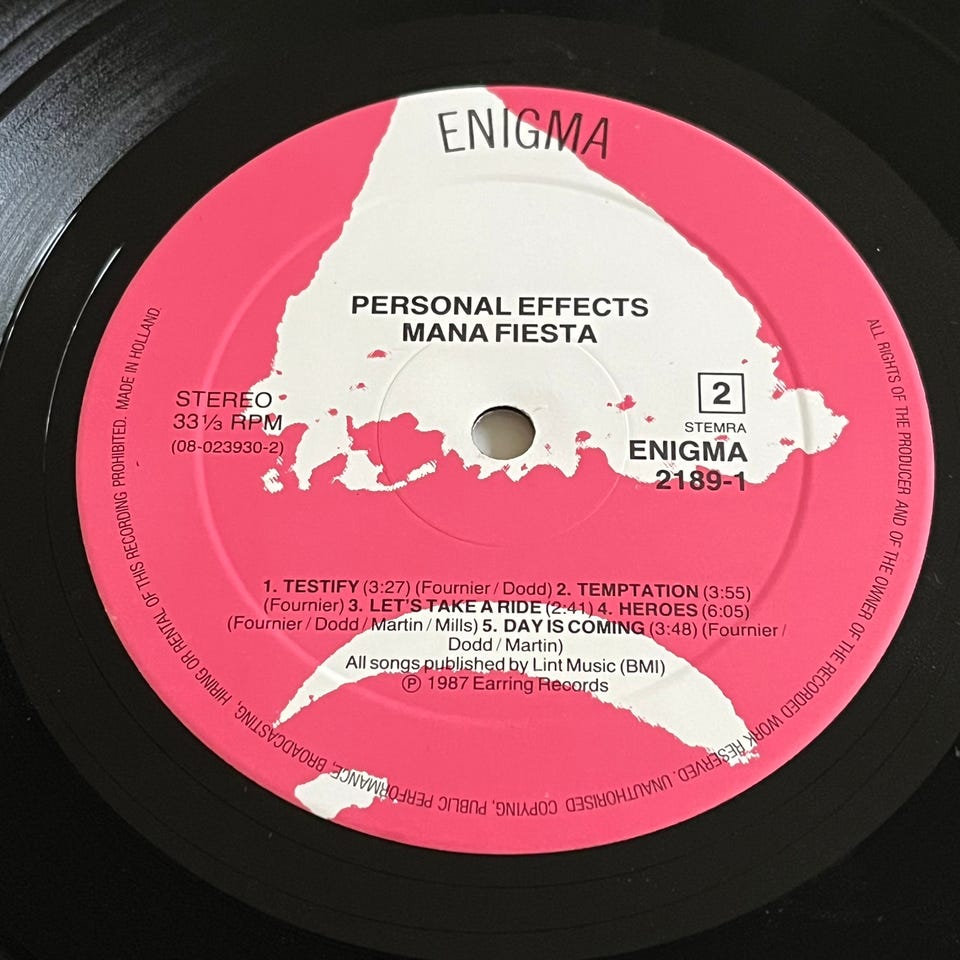 ENIGMA
PERSONAL EFFECTS
MANA FIESTA
STEREO
33⅓ RPM
(08-023930-2)
2
STEMRA
ENIGMA
2189-1
1. TESTIFY (3:27) (Fournier/Dodd) 2. TEMPTATION (3:55)
(Fournier) 3. LET'S TAKE A RIDE (2:41) 4. HEROES (6:05)
(Fournier/Dodd/Martin/Mills) 5. DAY IS COMING (3:48) (Fournier/
Dodd/Martin)
All songs published by Lint Music (BMI)
Ⓟ 1987 Earring Records
ALL RIGHTS OF THE PRODUCER AND OF THE OWNER OF THE RECORDED WORK RESERVED. UNAUTHORISED COPYING, PUBLIC PERFORMANCE, BROADCASTING, HIRING OR RENTAL OF THIS RECORDING PROHIBITED. MADE IN HOLLAND